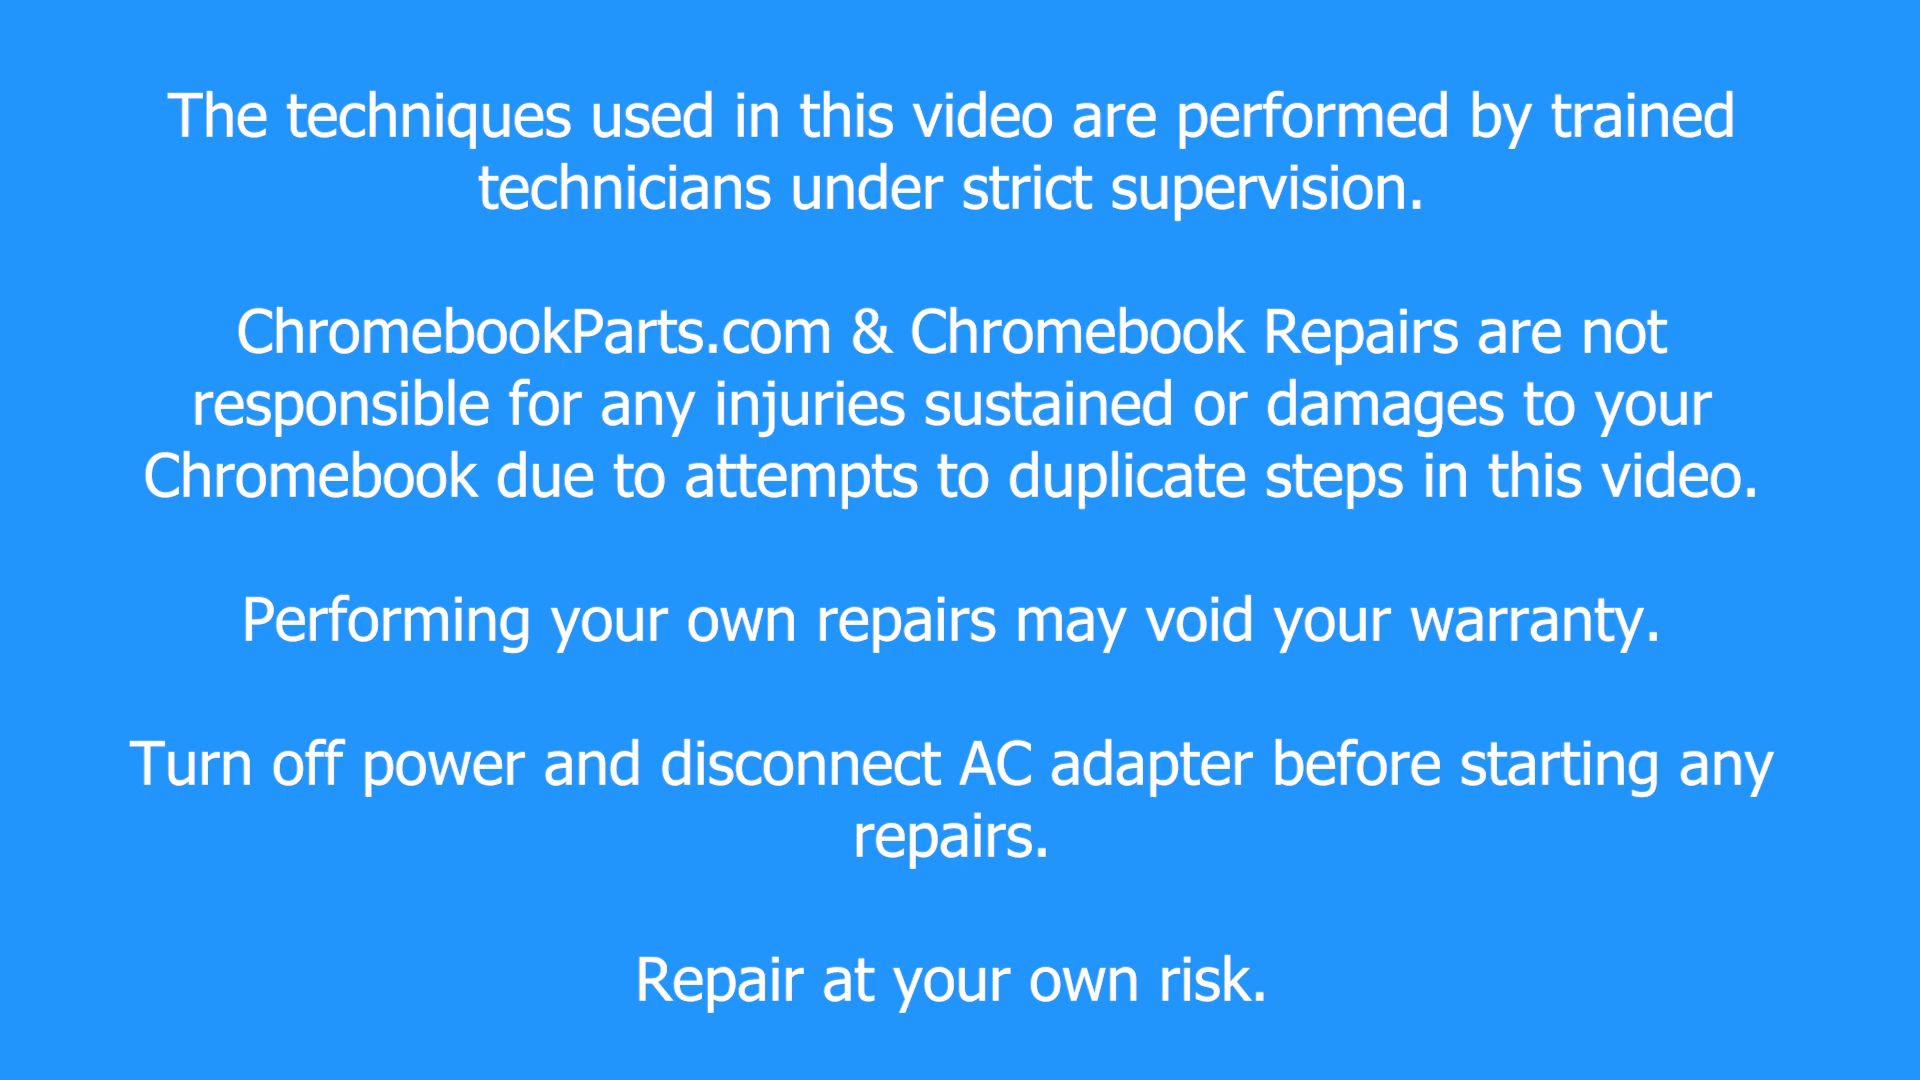 The techniques used in this video are performed by trained
technicians under strict supervision.
ChromebookParts.com & Chromebook Repairs are not
responsible for any injuries sustained or damages to your
Chromebook due to attempts to duplicate steps in this video.
Performing your own repairs may void your warranty.
Turn off power and disconnect AC adapter before starting any
repairs.
Repair at your own risk.